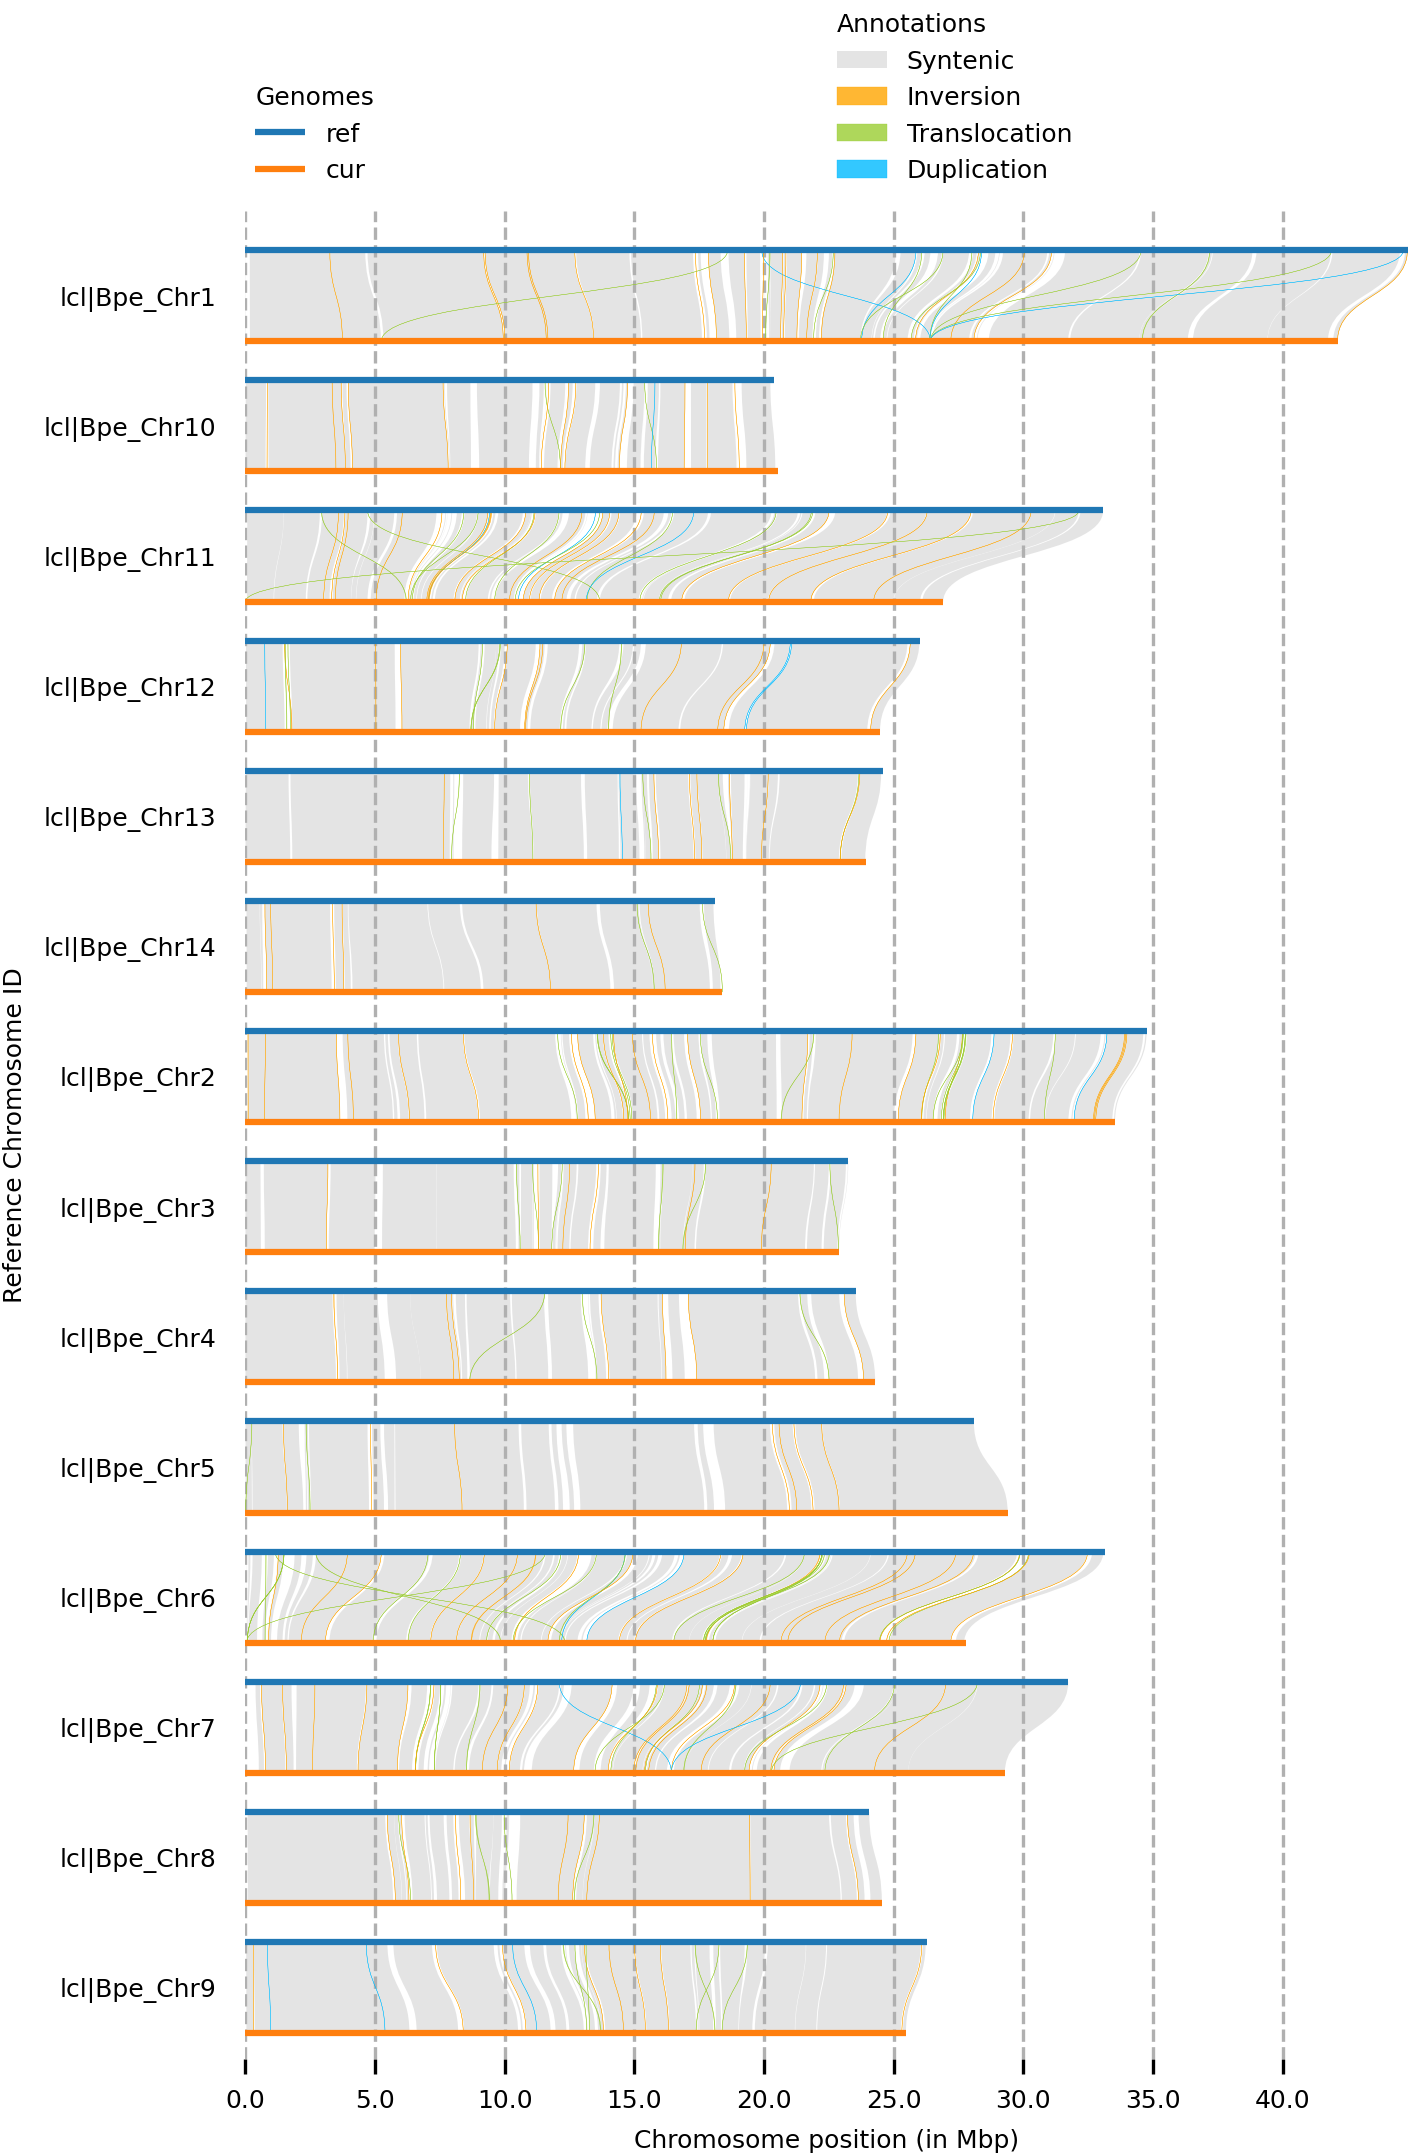 Annotations
Syntenic
Inversion
Translocation
Duplication
Genomes
ref
cur
lcl|Bpe_Chr1
lcl|Bpe_Chr10
lcl|Bpe_Chr11
lcl|Bpe_Chr12
lcl|Bpe_Chr13
lcl|Bpe_Chr14
lcl|Bpe_Chr2
lcl|Bpe_Chr3
lcl|Bpe_Chr4
lcl|Bpe_Chr5
lcl|Bpe_Chr6
lcl|Bpe_Chr7
lcl|Bpe_Chr8
lcl|Bpe_Chr9
Reference Chromosome ID
0.0 5.0 10.0 15.0 20.0 25.0 30.0 35.0 40.0
Chromosome position (in Mbp)